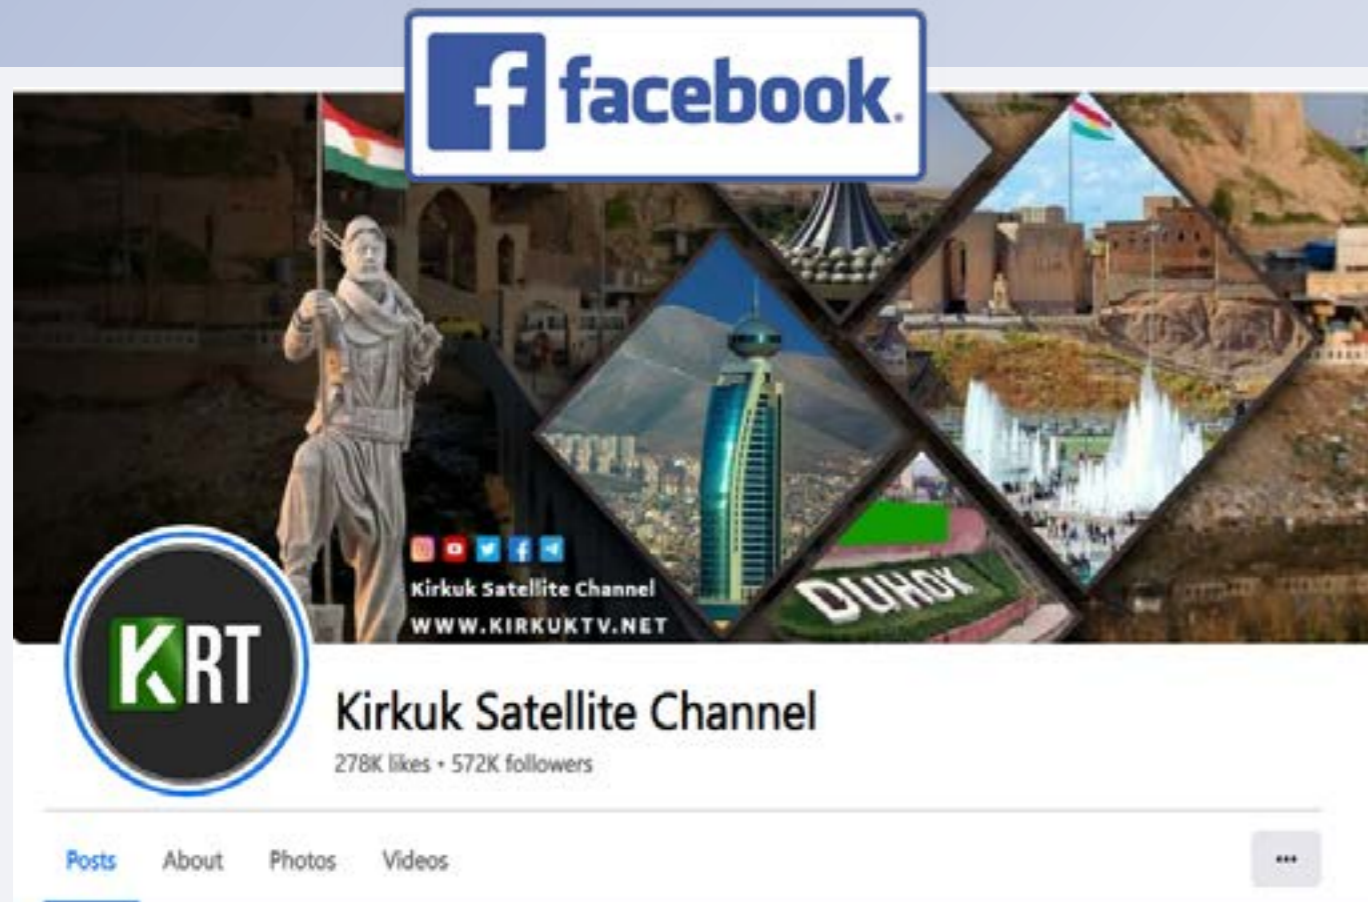 facebook.
Kirkuk Satellite Channel
WWW.KIRKUKTV.NET
DUHOK
KRT
Kirkuk Satellite Channel
278K likes • 572K followers
Posts
About
Photos
Videos